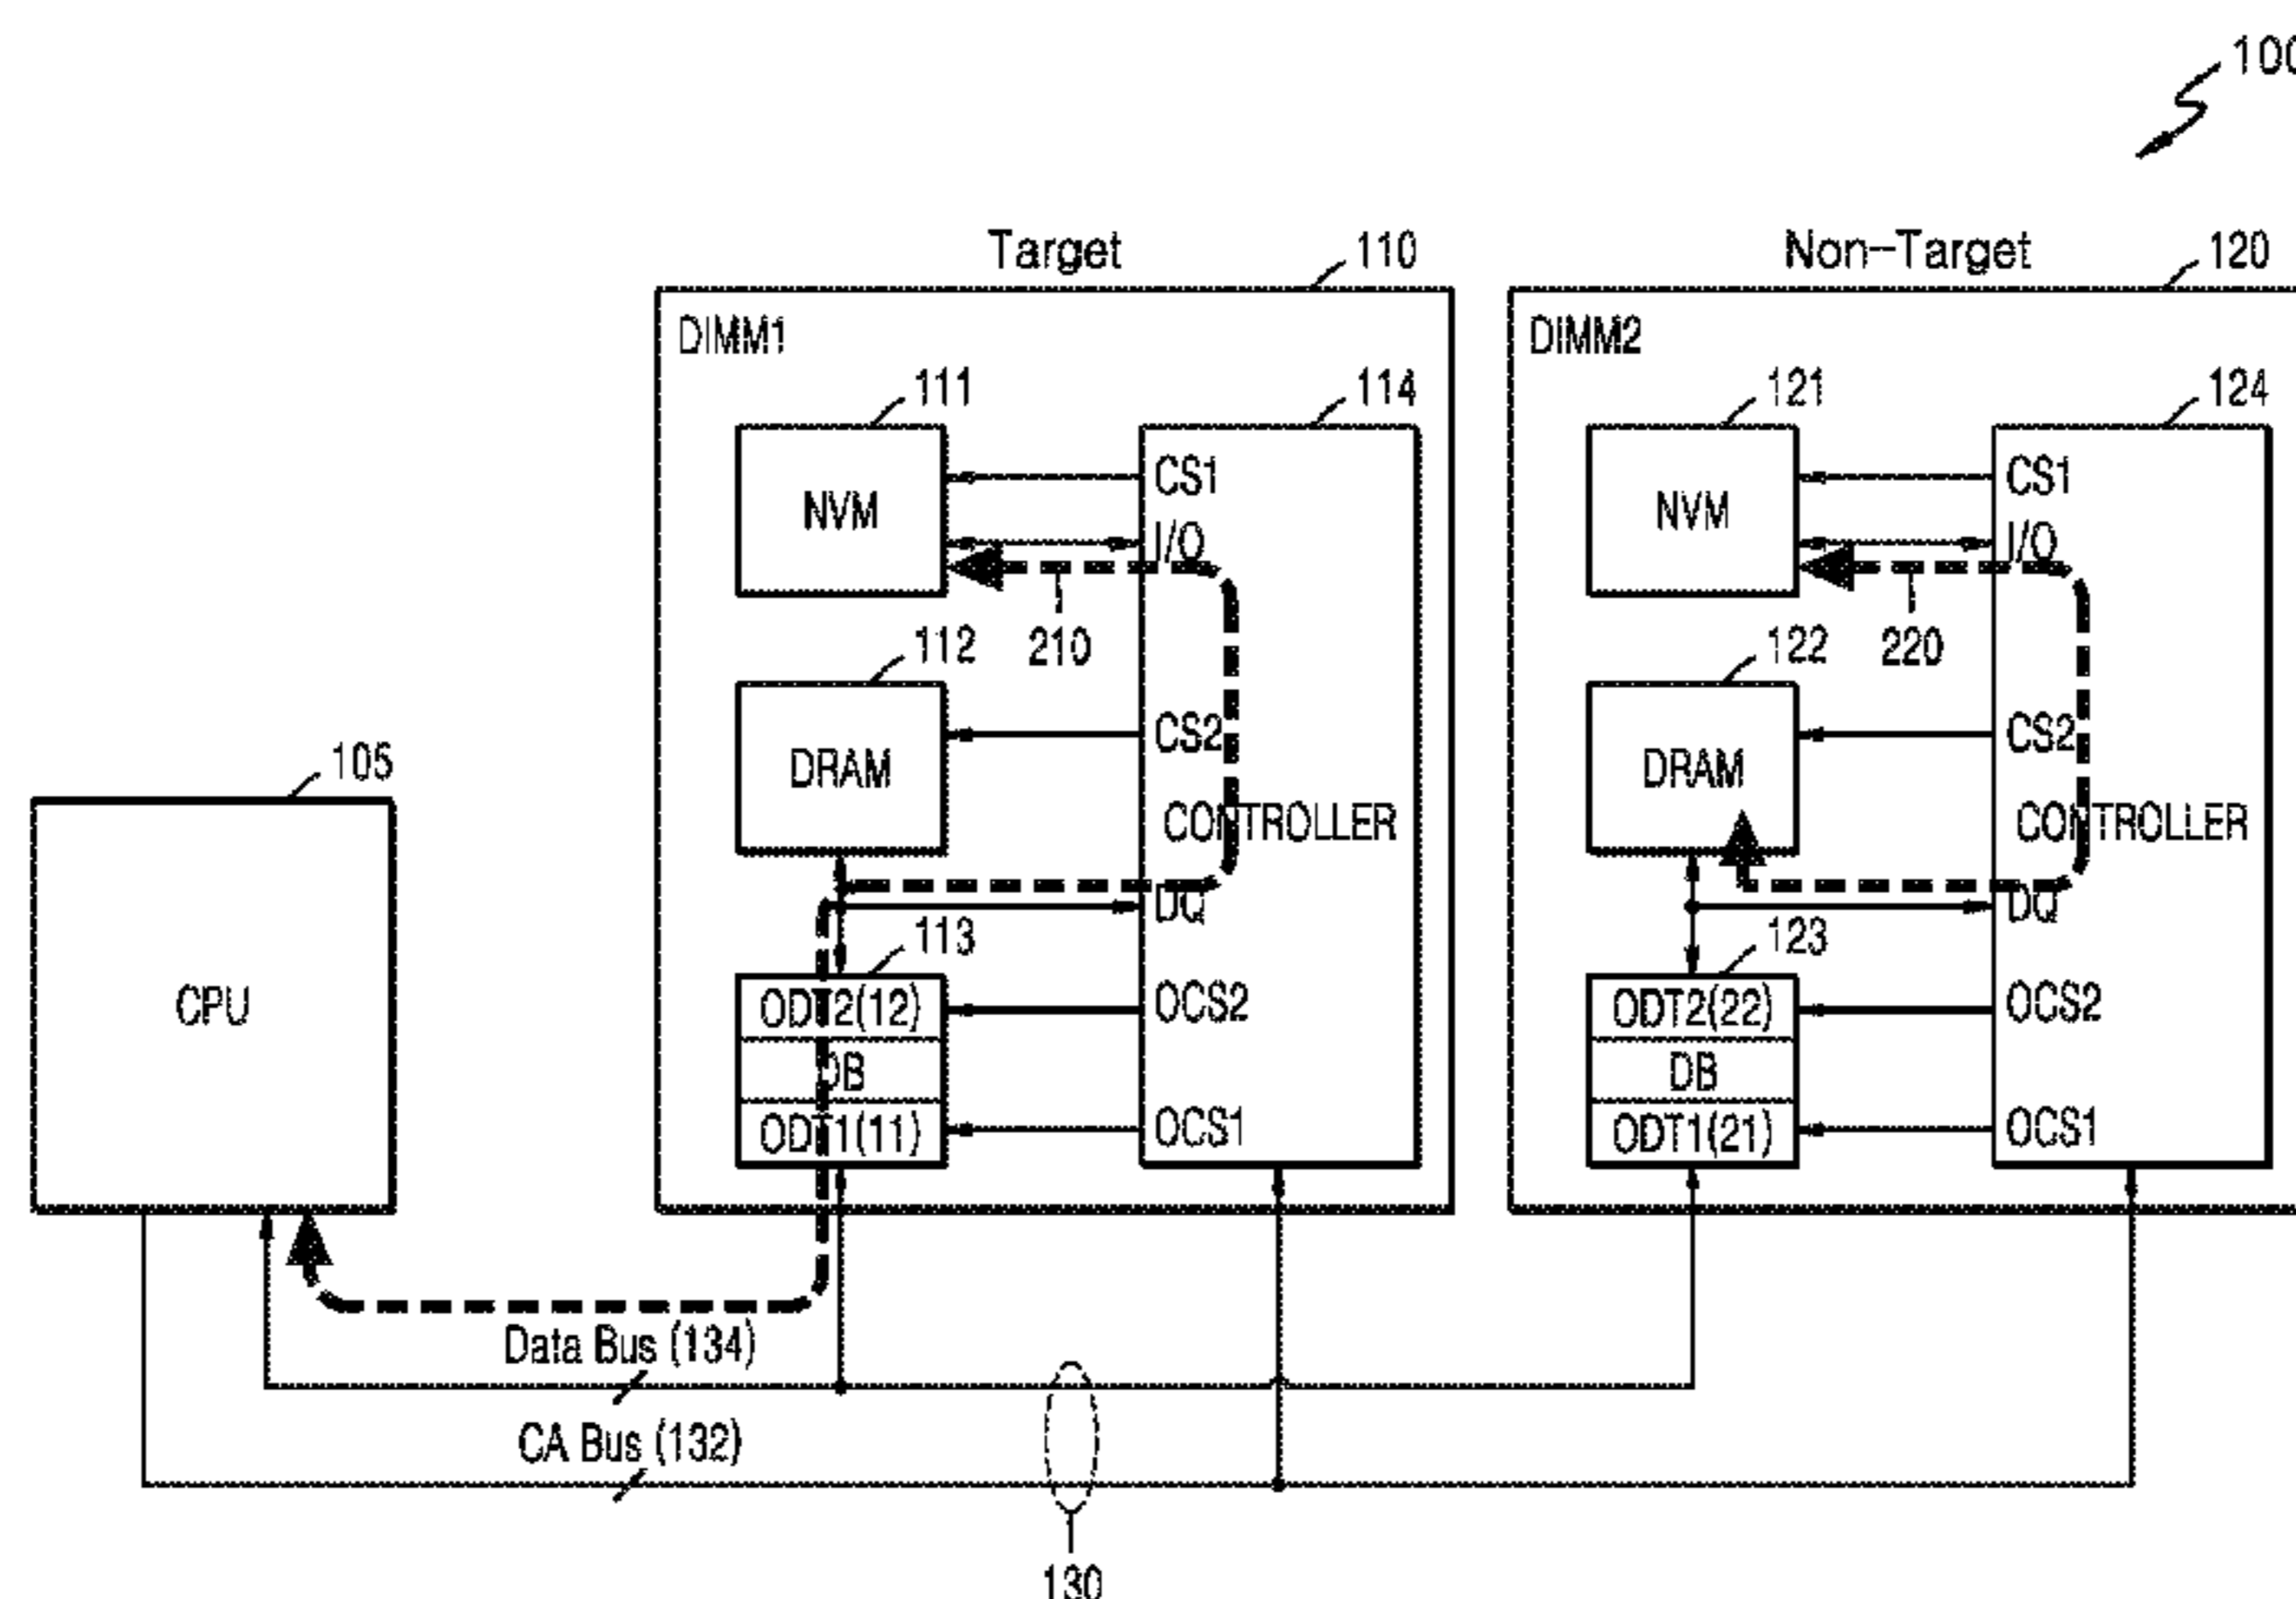 100
Target
110
Non-Target
120
DIMM1
DIMM2
111
114
121
124
NVM
CS1
I/O
NVM
CS1
I/O
210
220
112
122
DRAM
CS2
DRAM
CS2
105
CONTROLLER
CONTROLLER
DQ
DQ
113
123
CPU
ODT2(12)
OCS2
ODT2(22)
OCS2
DB
DB
ODT1(11)
OCS1
ODT1(21)
OCS1
Data Bus (134)
CA Bus (132)
130